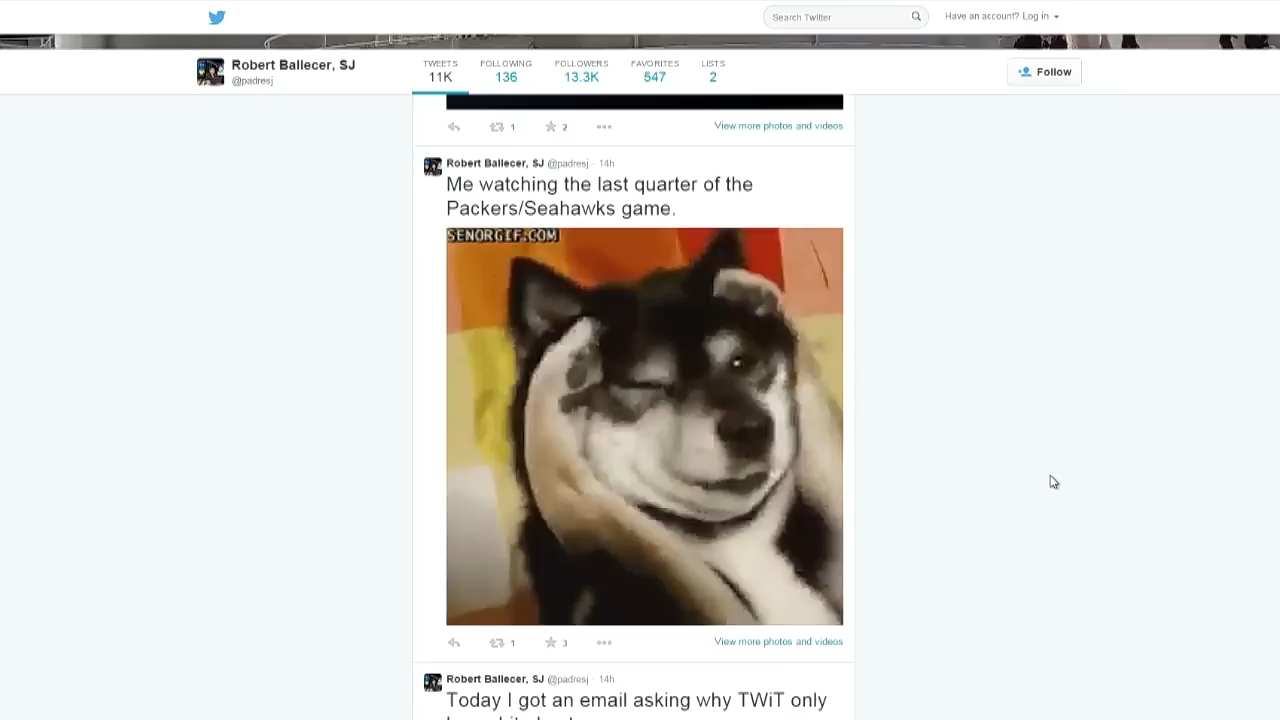 Search Twitter
Have an account? Log in
Robert Ballecer, SJ
@padresj
TWEETS
11K
FOLLOWING
136
FOLLOWERS
13.3K
FAVORITES
547
LISTS
2
Follow
1
2
View more photos and videos
Robert Ballecer, SJ @padresj · 14h
Me watching the last quarter of the
Packers/Seahawks game.
SENORGIF.COM
1
3
View more photos and videos
Robert Ballecer, SJ @padresj · 14h
Today I got an email asking why TWiT only